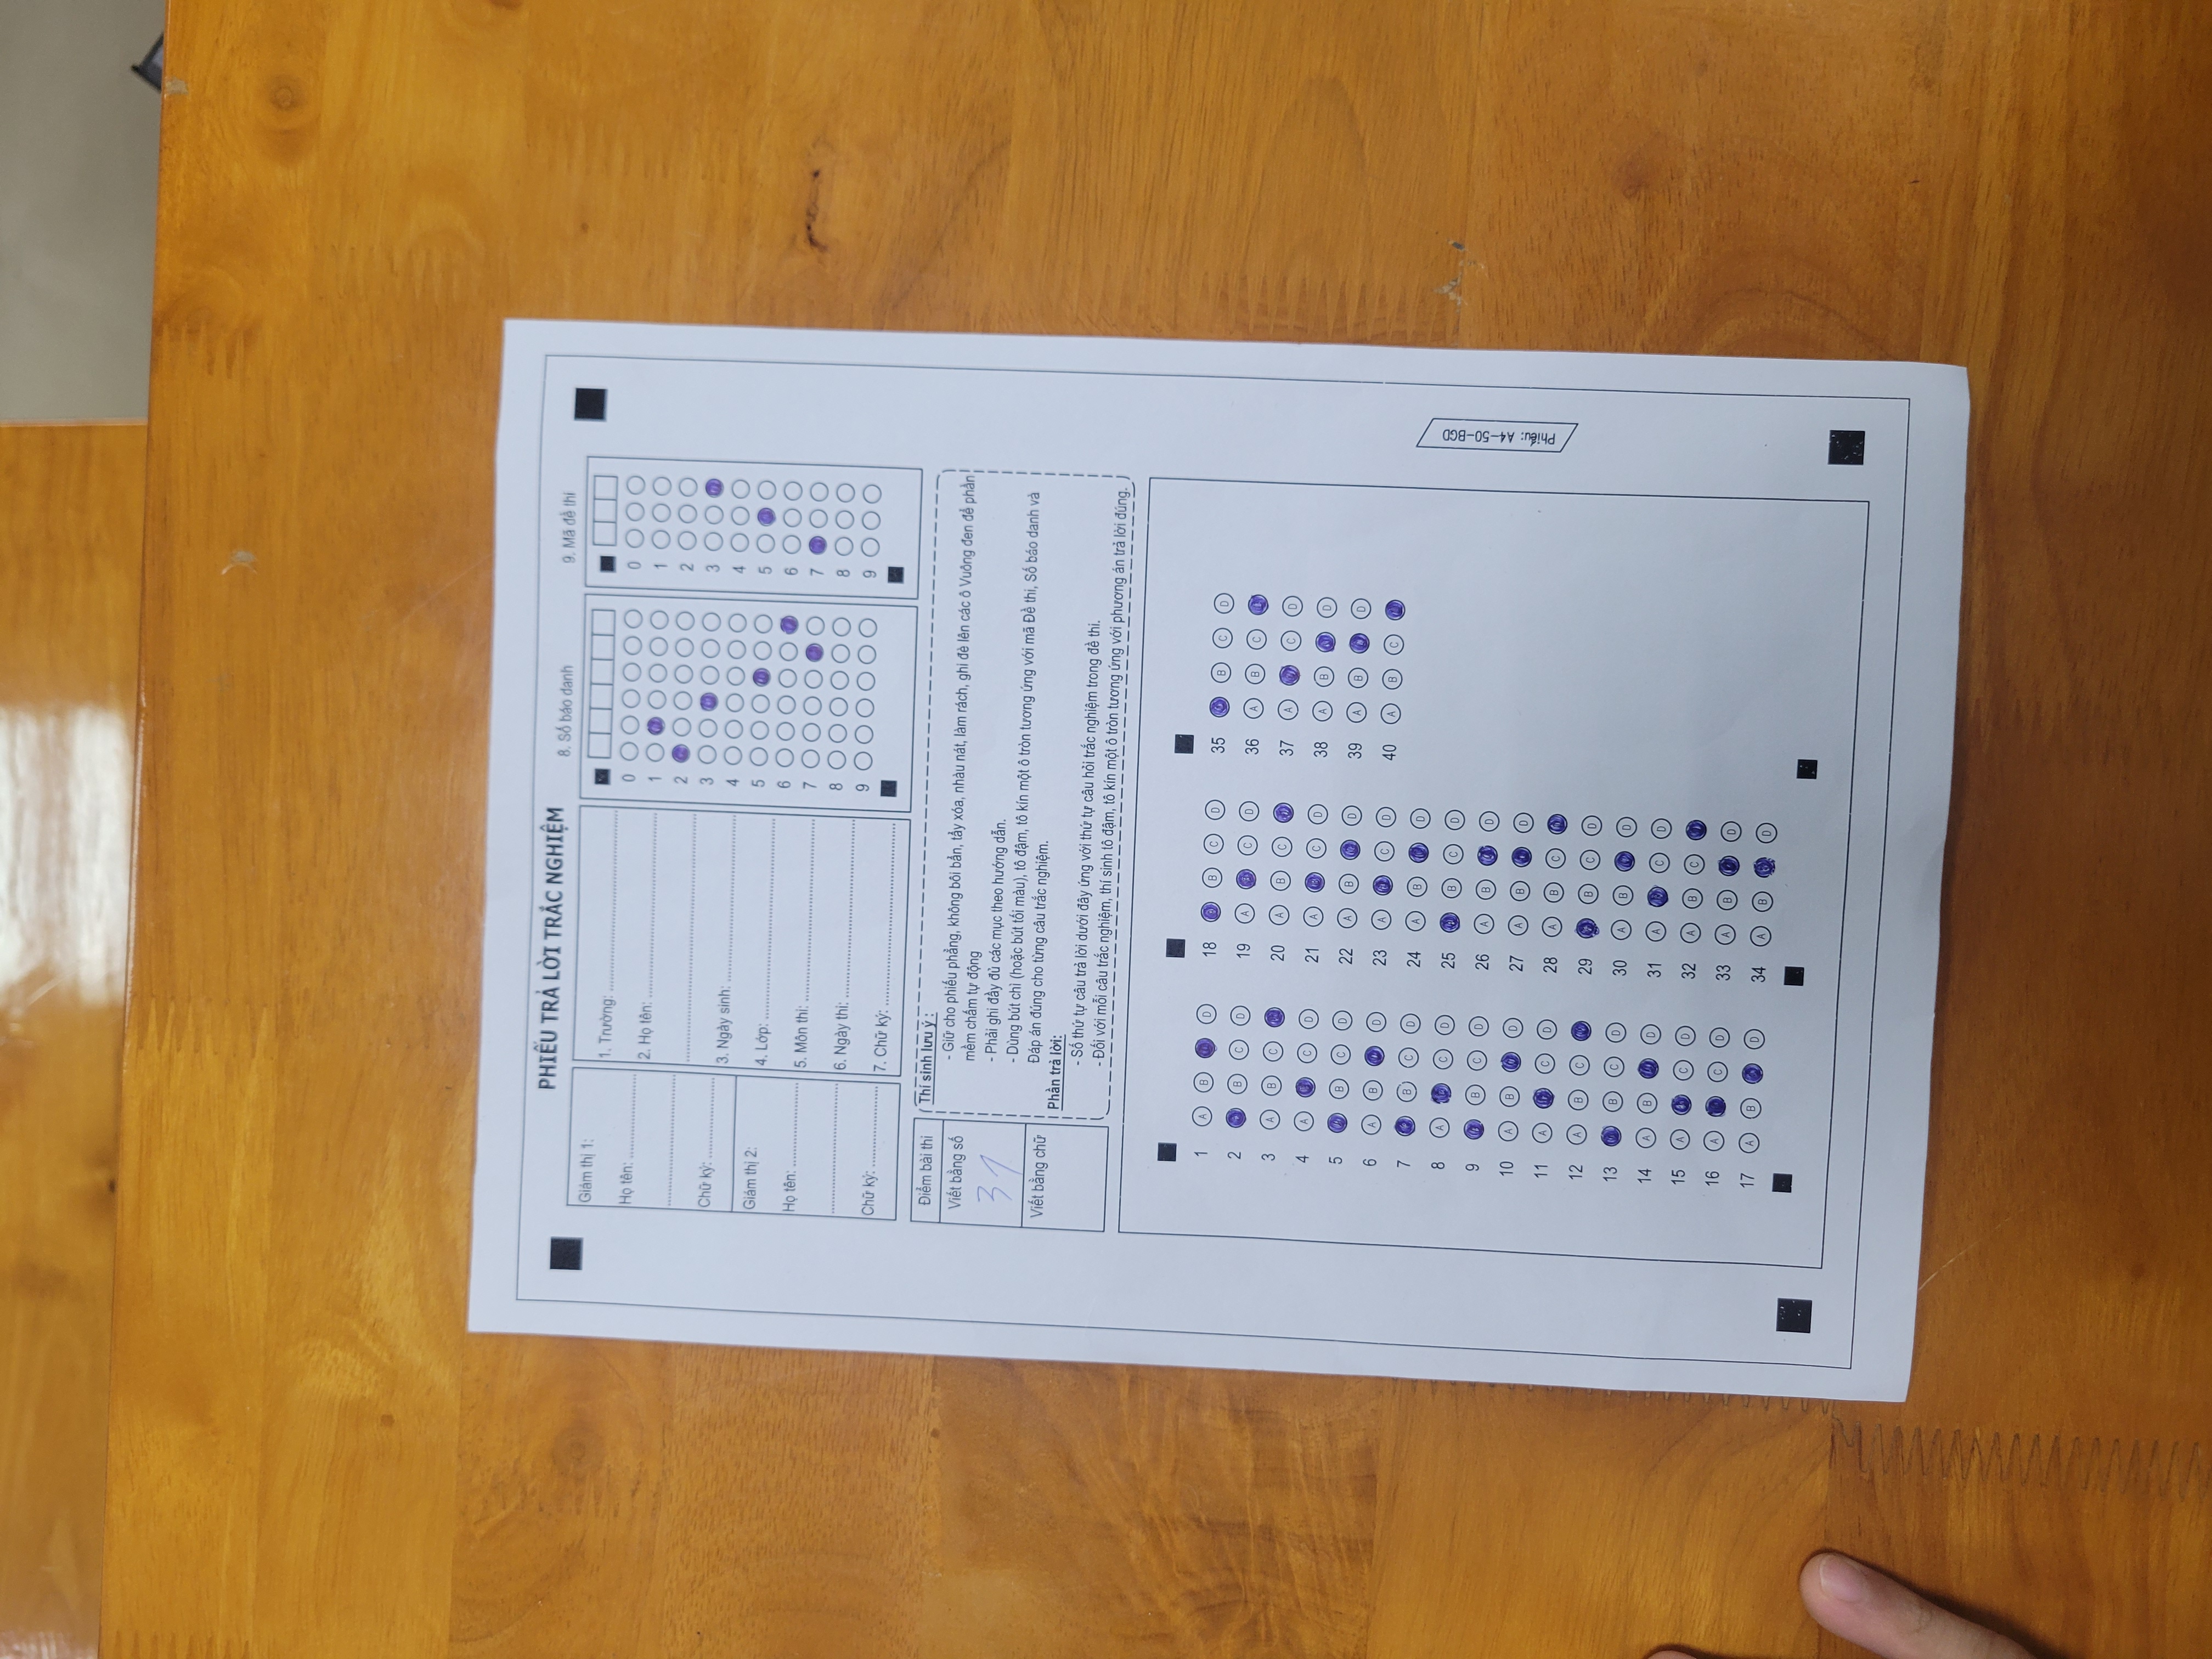 PHIẾU TRẢ LỜI TRẮC NGHIỆM
Giám thị 1:
Họ tên: ........................
........................
Chữ ký: ........................
Giám thị 2:
Họ tên: ........................
........................
Chữ ký: ........................
1. Trường: ........................
2. Họ tên: ........................
........................
3. Ngày sinh: ........................
4. Lớp: ........................
5. Môn thi: ........................
6. Ngày thi: ........................
7. Chữ ký: ........................
8. Số báo danh
0
1
2
3
4
5
6
7
8
9
9. Mã đề thi
0
1
2
3
4
5
6
7
8
9
Điểm bài thi
Viết bằng số
31
Viết bằng chữ
Thí sinh lưu ý :
- Giữ cho phiếu phẳng, không bôi bẩn, tẩy xóa, nhàu nát, làm rách, ghi đè lên các ô Vuông đen để phần
mềm chấm tự động
- Phải ghi đầy đủ các mục theo hướng dẫn.
- Dùng bút chì (hoặc bút tối màu), tô đậm, tô kín một ô tròn tương ứng với mã Đề thi, Số báo danh và
Đáp án đúng cho từng câu trắc nghiệm.
Phần trả lời:
- Số thứ tự câu trả lời dưới đây ứng với thứ tự câu hỏi trắc nghiệm trong đề thi.
- Đối với mỗi câu trắc nghiệm, thí sinh tô đậm, tô kín một ô tròn tương ứng với phương án trả lời đúng.
1 A B D
2 B C D
3 A B C
4 A C D
5 B C D
6 A B D
7 B C D
8 A C D
9 B C D
10 A B D
11 A C D
12 A B C
13 B C D
14 A B D
15 A C D
16 A C D
17 A B D
18 B C D
19 A C D
20 A B C
21 A C D
22 A B D
23 A C D
24 A B D
25 B C D
26 A B D
27 A B D
28 A B C
29 B C D
30 A B D
31 A C D
32 A B C
33 A B D
34 A B D
35 B C D
36 A B C
37 A C D
38 A B D
39 A B D
40 A B C
Phiếu: A4-50-BGD